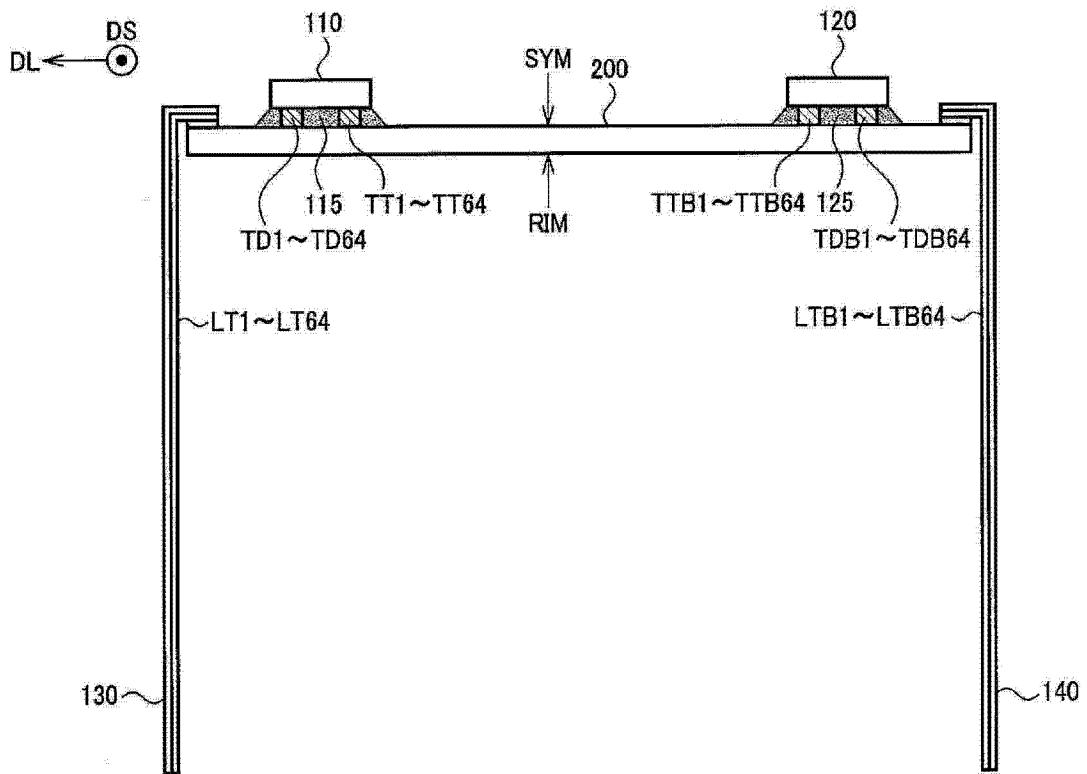 DS
DL
110
SYM
200
120
115
TT1～TT64
TD1～TD64
RIM
TTB1～TTB64
125
TDB1～TDB64
LT1～LT64
LTB1～LTB64
130
140